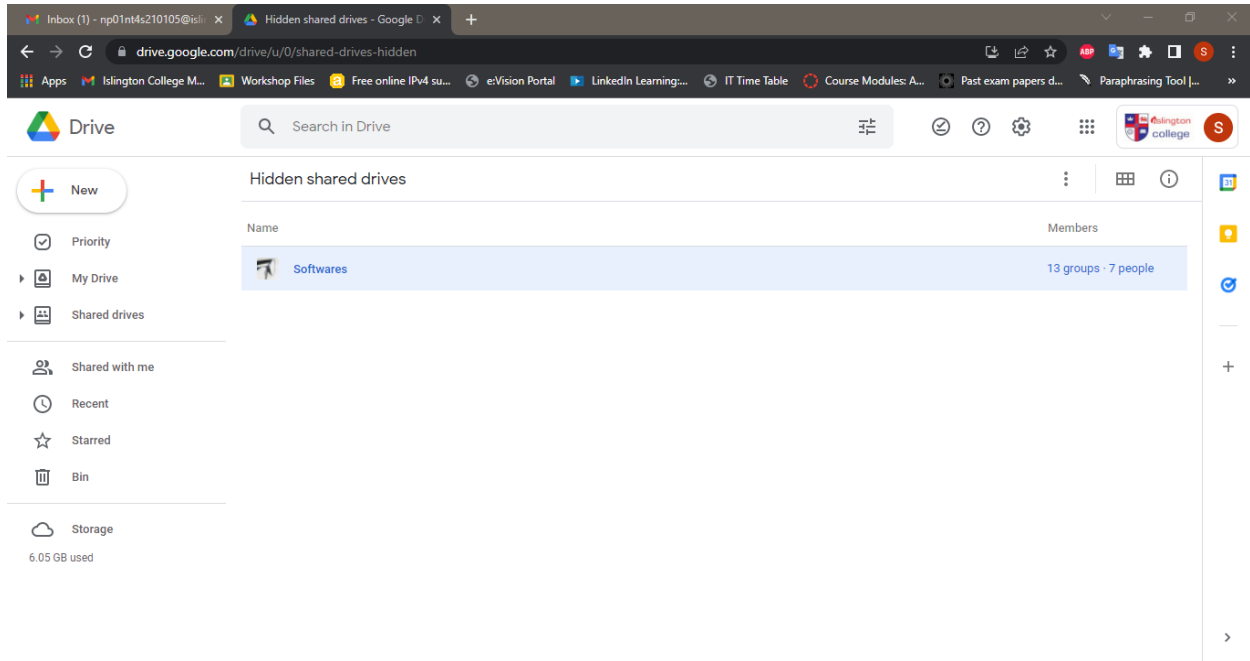 Inbox (1) - np01nt4s210105@isli
Hidden shared drives - Google D
drive.google.com/drive/u/0/shared-drives-hidden
ABP
S
Apps
Islington College M...
Workshop Files
Free online IPv4 su...
e:Vision Portal
LinkedIn Learning:...
IT Time Table
Course Modules: A...
Past exam papers d...
Paraphrasing Tool |...
»
Drive
Search in Drive
islington
college
S
New
Hidden shared drives
31
Name
Members
Priority
Softwares
13 groups · 7 people
My Drive
Shared drives
Shared with me
Recent
Starred
Bin
Storage
6.05 GB used